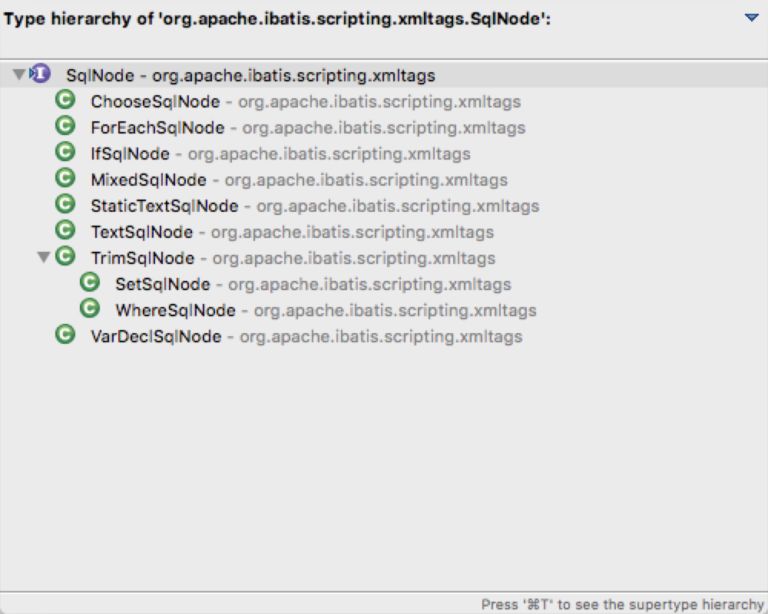 Type hierarchy of 'org.apache.ibatis.scripting.xmltags.SqlNode':
SqlNode - org.apache.ibatis.scripting.xmltags
ChooseSqlNode - org.apache.ibatis.scripting.xmltags
ForEachSqlNode - org.apache.ibatis.scripting.xmltags
IfSqlNode - org.apache.ibatis.scripting.xmltags
MixedSqlNode - org.apache.ibatis.scripting.xmltags
StaticTextSqlNode - org.apache.ibatis.scripting.xmltags
TextSqlNode - org.apache.ibatis.scripting.xmltags
TrimSqlNode - org.apache.ibatis.scripting.xmltags
SetSqlNode - org.apache.ibatis.scripting.xmltags
WhereSqlNode - org.apache.ibatis.scripting.xmltags
VarDeclSqlNode - org.apache.ibatis.scripting.xmltags
Press '⌘T' to see the supertype hierarchy